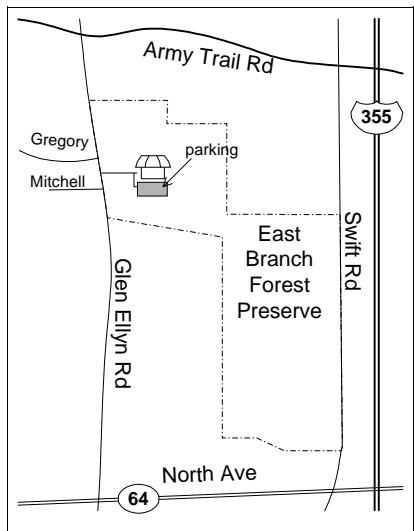 Army Trail Rd
355
Gregory
parking
Mitchell
East
Branch
Forest
Preserve
Swift Rd
Glen Ellyn Rd
North Ave
64